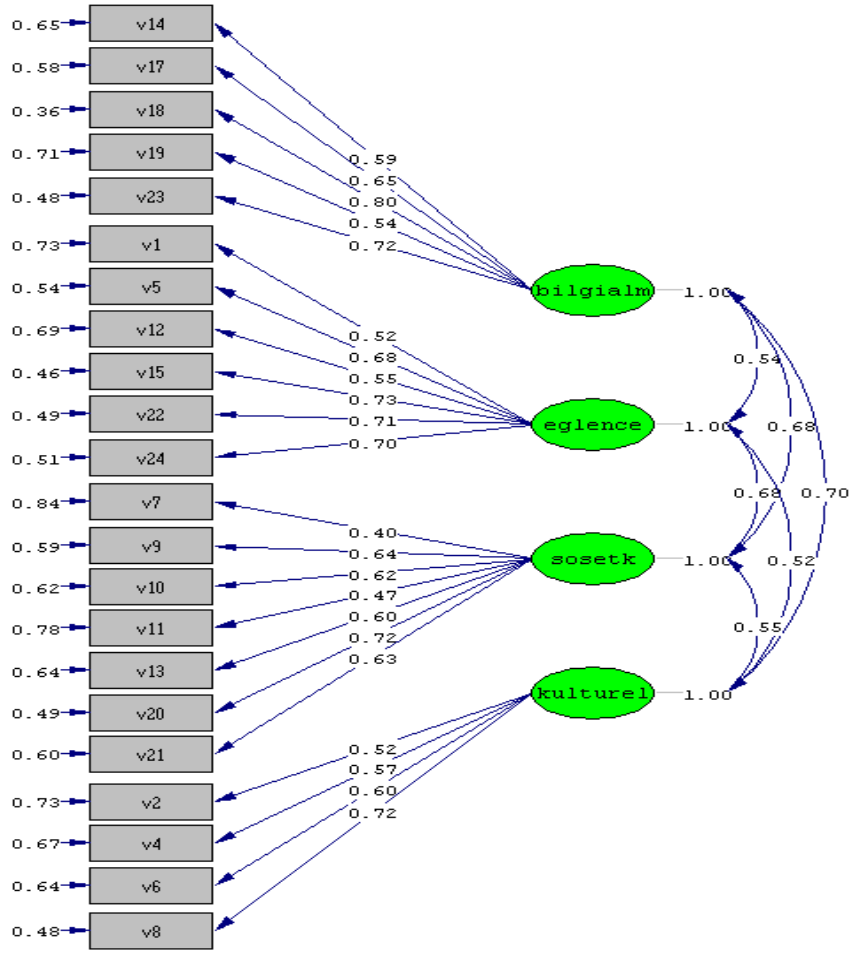 0.65 v14
0.58 v17
0.36 v18
0.71 v19
0.48 v23
0.73 v1
0.54 v5
0.69 v12
0.46 v15
0.49 v22
0.51 v24
0.84 v7
0.59 v9
0.62 v10
0.78 v11
0.64 v13
0.49 v20
0.60 v21
0.73 v2
0.67 v4
0.64 v6
0.48 v8
0.59
0.65
0.80
0.54
0.72
0.52
0.68
0.55
0.73
0.71
0.70
0.40
0.64
0.62
0.47
0.60
0.72
0.63
0.52
0.57
0.60
0.72
bilgialm 1.00
eglence 1.00
sosetk 1.00
kulturel 1.00
0.54
0.68
0.68
0.70
0.52
0.55